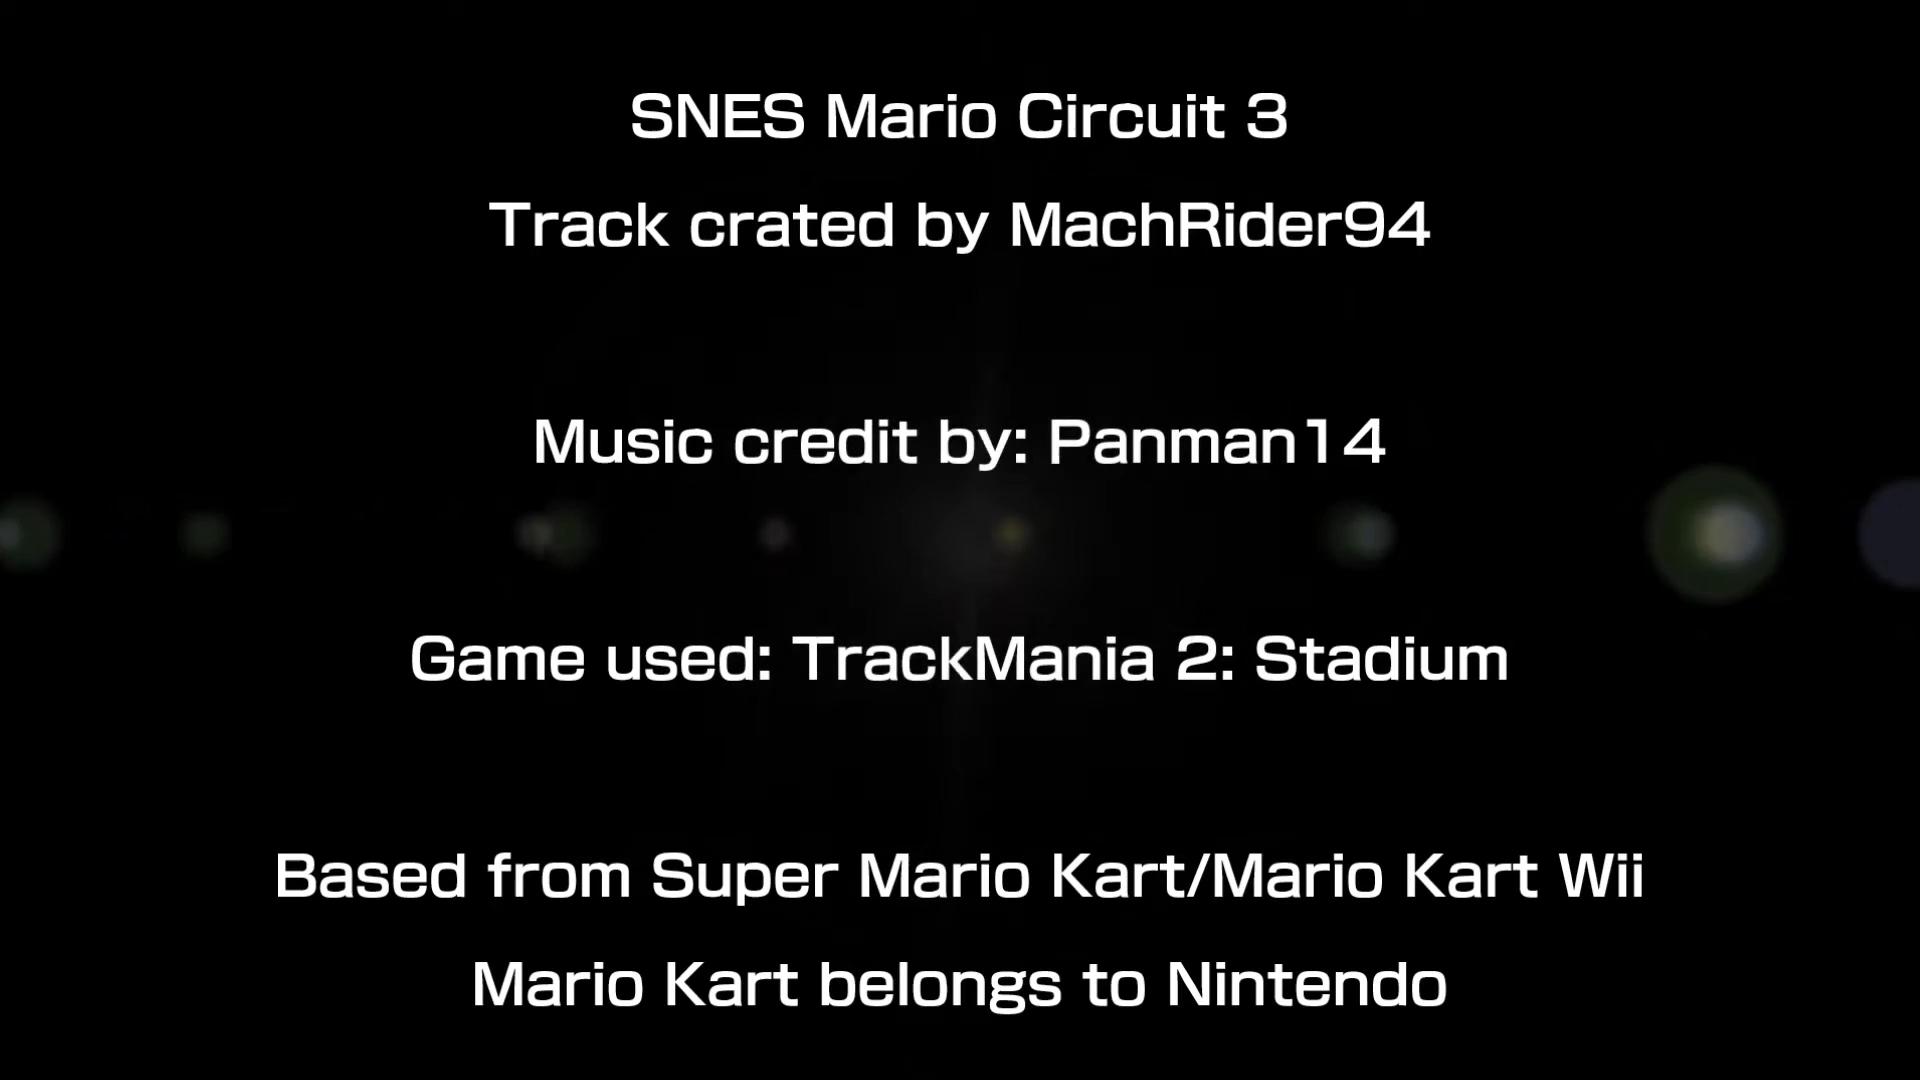 SNES Mario Circuit 3
Track crated by MachRider94
Music credit by: Panman14
Game used: TrackMania 2: Stadium
Based from Super Mario Kart/Mario Kart Wii
Mario Kart belongs to Nintendo